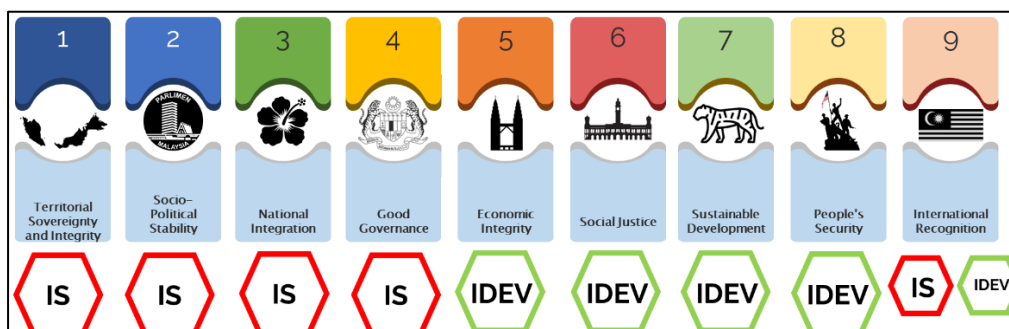 1
2
3
4
5
6
7
8
9
PARLIMEN
MALAYSIA
Territorial
Sovereignty
and Integrity
Socio-
Political
Stability
National
Integration
Good
Governance
Economic
Integrity
Social Justice
Sustainable
Development
People's
Security
International
Recognition
IS
IS
IS
IS
IDEV
IDEV
IDEV
IDEV
IS
IDEV